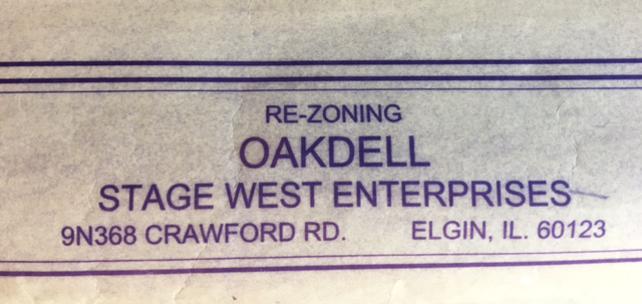 RE-ZONING
OAKDELL
STAGE WEST ENTERPRISES
9N368 CRAWFORD RD. ELGIN, IL. 60123